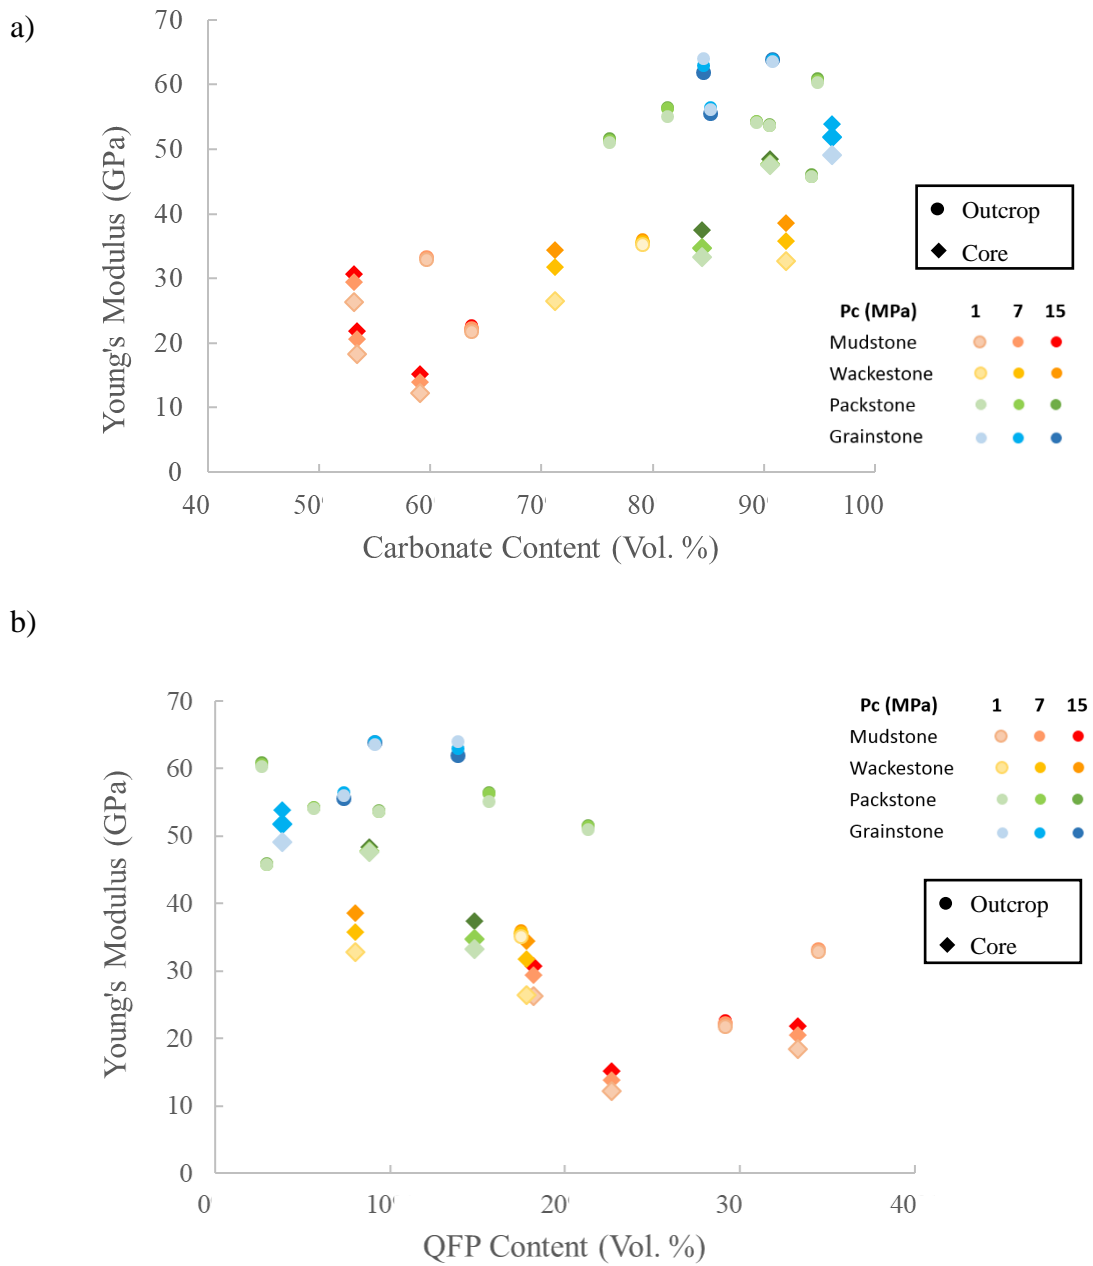 a)
70
60
50
40
30
20
10
0
Young's Modulus (GPa)
40 50 60 70 80 90 100
Carbonate Content (Vol. %)
Outcrop
Core
Pc (MPa) 1 7 15
Mudstone
Wackestone
Packstone
Grainstone
b)
70
60
50
40
30
20
10
0
Young's Modulus (GPa)
0 10 20 30 40
QFP Content (Vol. %)
Pc (MPa) 1 7 15
Mudstone
Wackestone
Packstone
Grainstone
Outcrop
Core